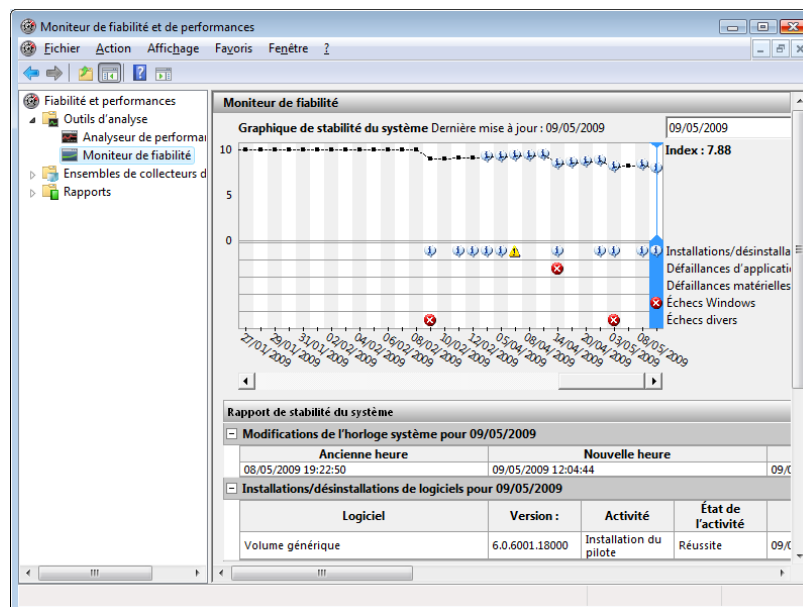 Moniteur de fiabilité et de performances
Fichier Action Affichage Favoris Fenêtre ?
Fiabilité et performances
Outils d'analyse
Analyseur de performa
Moniteur de fiabilité
Ensembles de collecteurs d
Rapports
Moniteur de fiabilité
Graphique de stabilité du système Dernière mise à jour : 09/05/2009
09/05/2009
Index : 7.88
10
5
0
Installations/désinstalla
Défaillances d'applicati
Défaillances matérielles
Échecs Windows
Échecs divers
27/01/2009 29/01/2009 31/01/2009 02/02/2009 04/02/2009 06/02/2009 08/02/2009 10/02/2009 12/02/2009 05/04/2009 08/04/2009 14/04/2009 20/04/2009 03/05/2009 08/05/2009
Rapport de stabilité du système
Modifications de l'horloge système pour 09/05/2009
Ancienne heure Nouvelle heure
08/05/2009 19:22:50 09/05/2009 12:04:44 09/0
Installations/désinstallations de logiciels pour 09/05/2009
Logiciel Version : Activité État de l'activité
Volume générique 6.0.6001.18000 Installation du pilote Réussite 09/0